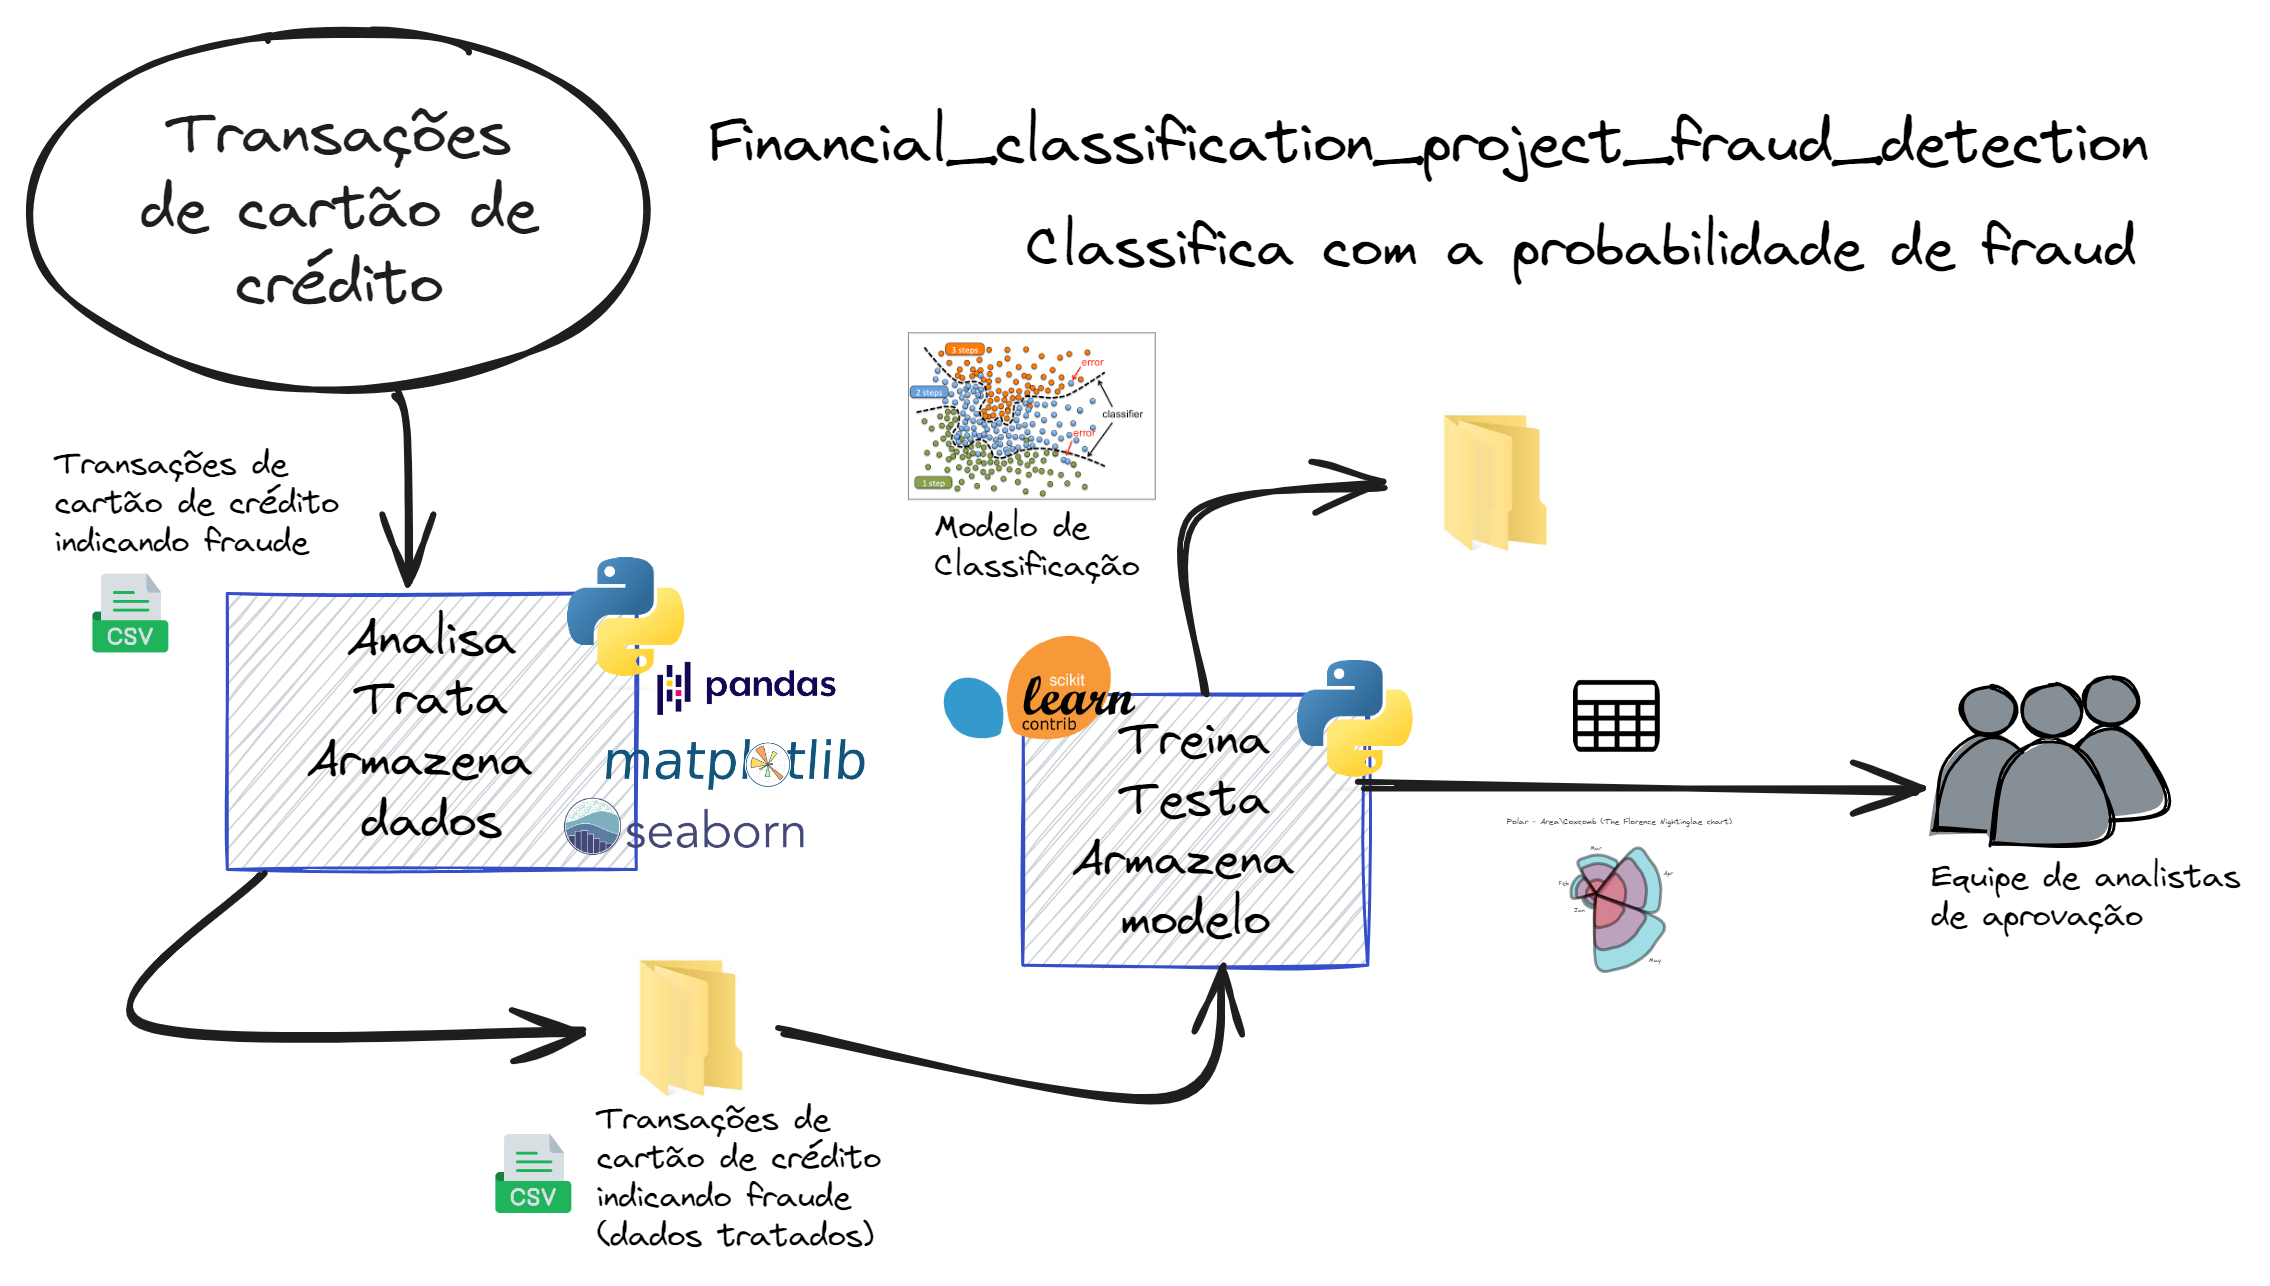 Transações
de cartão de
crédito
Financial_classification_project_fraud_detection
Classifica com a probabilidade de fraud
3 steps
error
2 steps
classifier
error
1 step
Modelo de
Classificação
Transações de
cartão de crédito
indicando fraude
CSV
Analisa
Trata
Armazena
dados
pandas
matplotlib
seaborn
scikit
learn
contrib
Treina
Testa
Armazena
modelo
Polar - Area\Coxcomb (The Florence Nightinglae chart)
Mar
Apr
Feb
Jan
May
Equipe de analistas
de aprovação
Transações de
cartão de crédito
indicando fraude
(dados tratados)
CSV